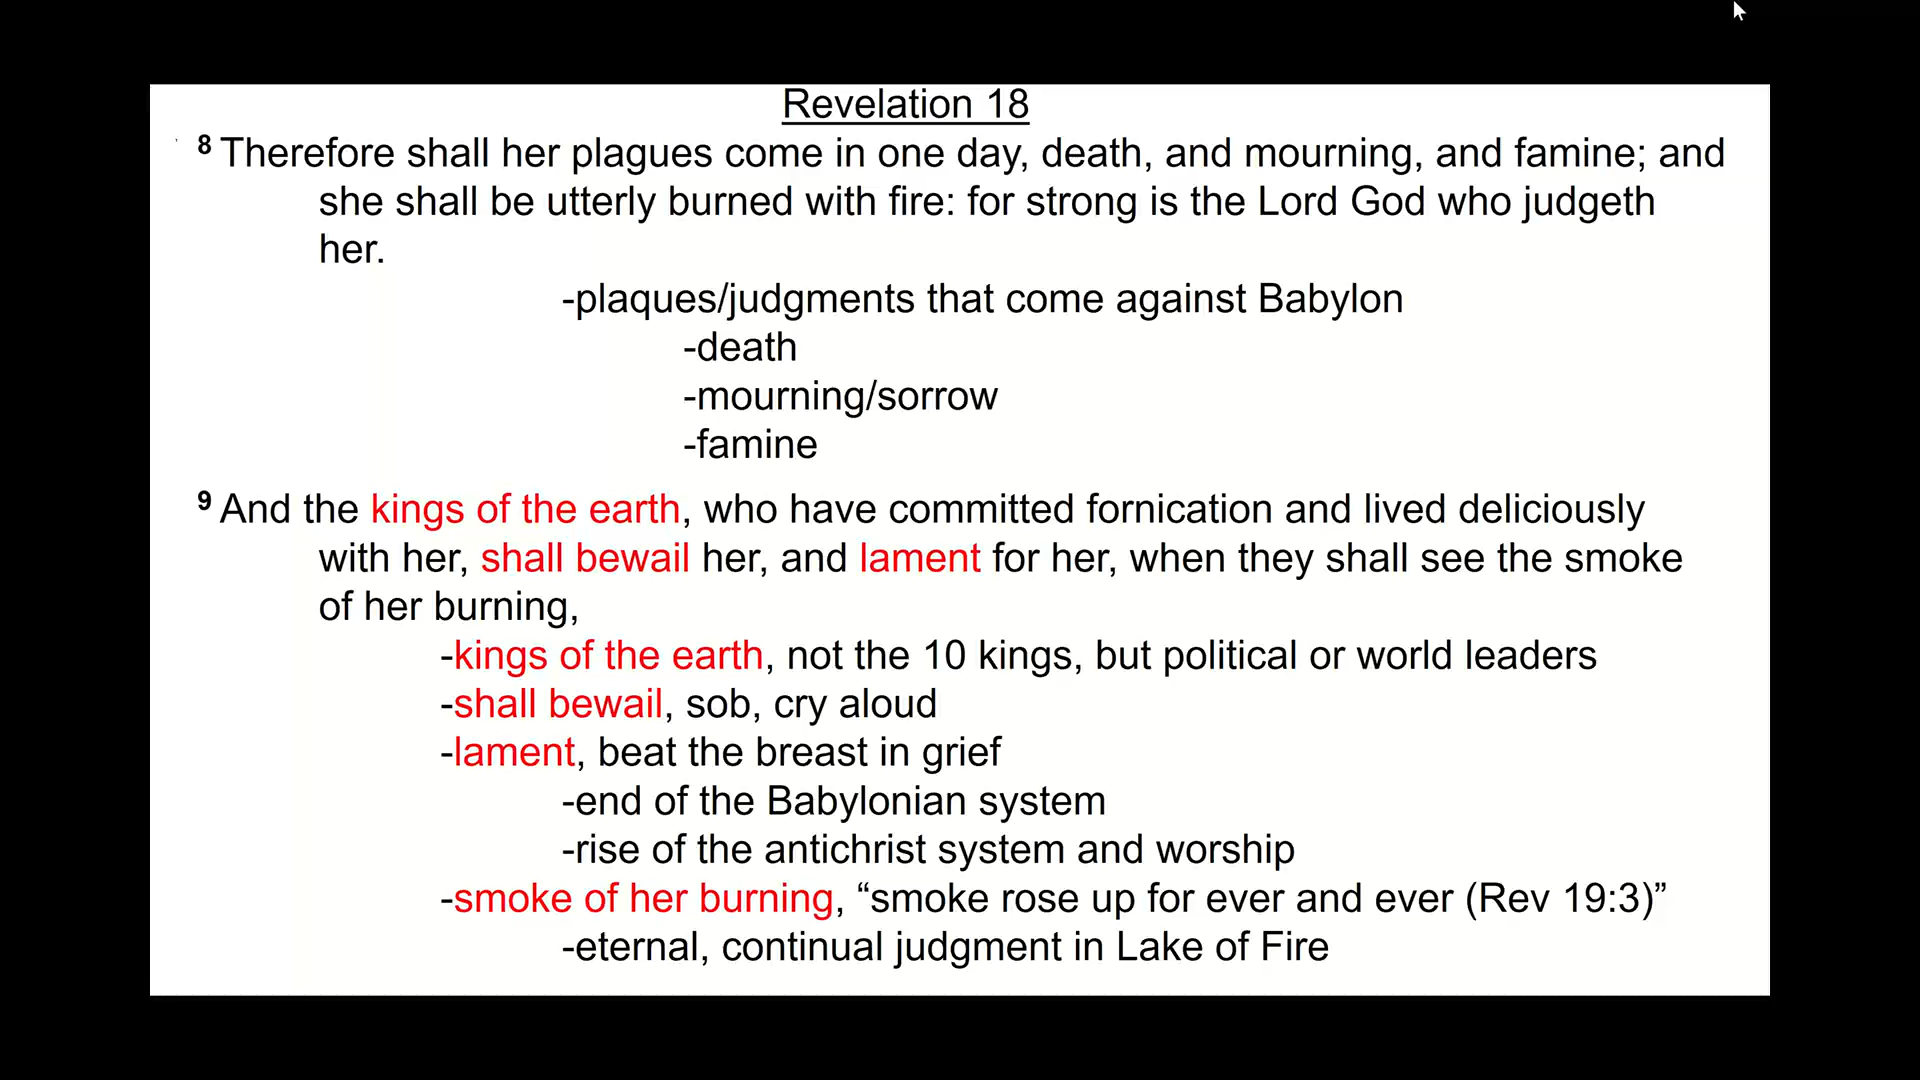 Revelation 18
8 Therefore shall her plagues come in one day, death, and mourning, and famine; and
she shall be utterly burned with fire: for strong is the Lord God who judgeth
her.
-plaques/judgments that come against Babylon
-death
-mourning/sorrow
-famine
9 And the kings of the earth, who have committed fornication and lived deliciously
with her, shall bewail her, and lament for her, when they shall see the smoke
of her burning,
-kings of the earth, not the 10 kings, but political or world leaders
-shall bewail, sob, cry aloud
-lament, beat the breast in grief
-end of the Babylonian system
-rise of the antichrist system and worship
-smoke of her burning, “smoke rose up for ever and ever (Rev 19:3)”
-eternal, continual judgment in Lake of Fire